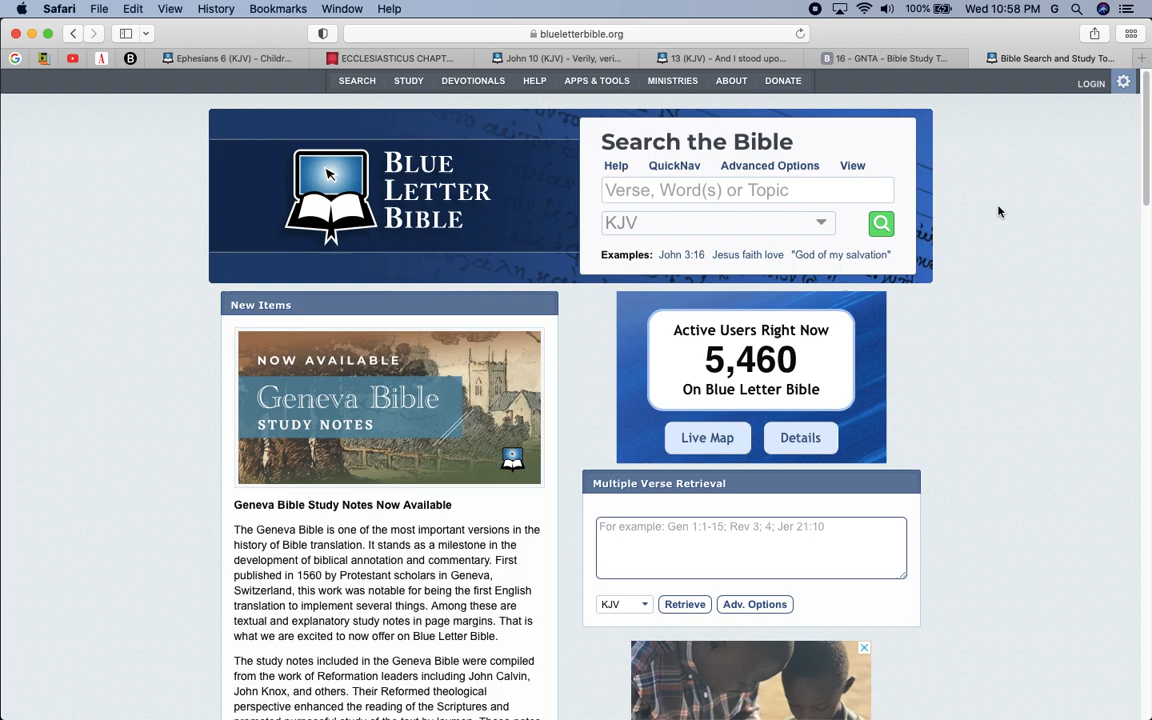 Safari File Edit View History Bookmarks Window Help 100% Wed 10:58 PM G
blueletterbible.org
G A B Ephesians 6 (KJV) - Childr... ECCLESIASTICUS CHAPT... John 10 (KJV) - Verily, veri... 13 (KJV) - And I stood upo... B 16 - GNTA - Bible Study T... Bible Search and Study To...
SEARCH STUDY DEVOTIONALS HELP APPS & TOOLS MINISTRIES ABOUT DONATE LOGIN
BLUE
LETTER
BIBLE
Search the Bible
Help QuickNav Advanced Options View
Verse, Word(s) or Topic
KJV
Examples: John 3:16 Jesus faith love "God of my salvation"
New Items
NOW AVAILABLE
Geneva Bible
STUDY NOTES
Geneva Bible Study Notes Now Available
The Geneva Bible is one of the most important versions in the
history of Bible translation. It stands as a milestone in the
development of biblical annotation and commentary. First
published in 1560 by Protestant scholars in Geneva,
Switzerland, this work was notable for being the first English
translation to implement several things. Among these are
textual and explanatory study notes in page margins. That is
what we are excited to now offer on Blue Letter Bible.
The study notes included in the Geneva Bible were compiled
from the work of Reformation leaders including John Calvin,
John Knox, and others. Their Reformed theological
perspective enhanced the reading of the Scriptures and
promoted successful study of the text by laymen. These notes
Active Users Right Now
5,460
On Blue Letter Bible
Live Map Details
Multiple Verse Retrieval
For example: Gen 1:1-15; Rev 3; 4; Jer 21:10
KJV Retrieve Adv. Options